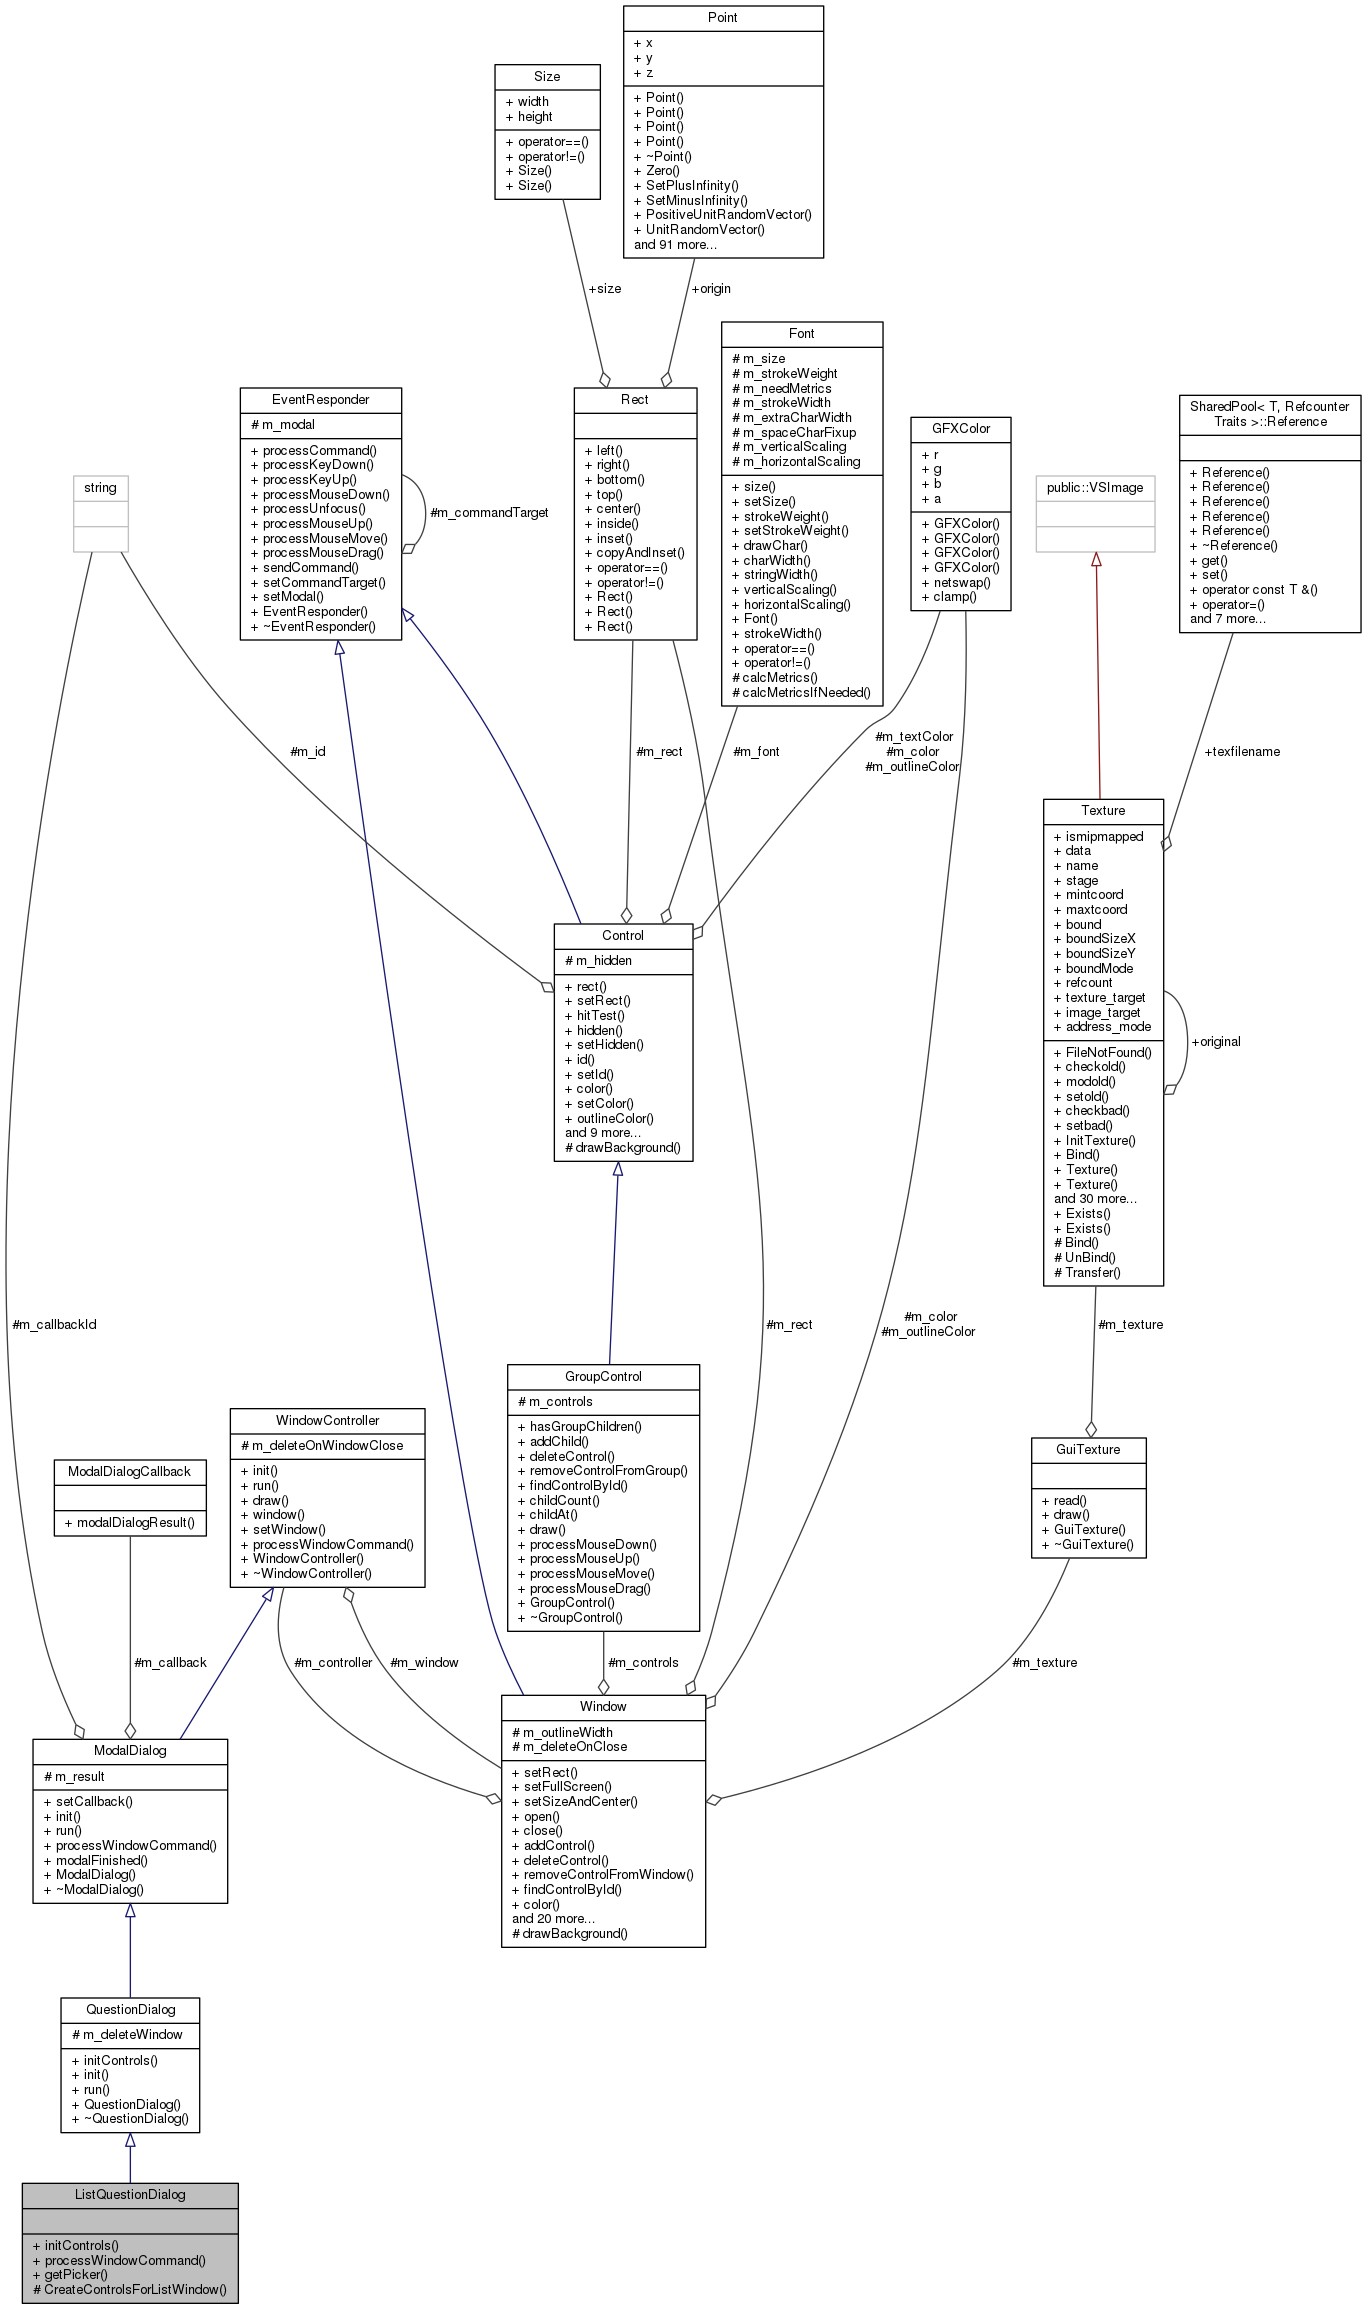 Point
+ x
+ y
+ z
+ Point()
+ Point()
+ Point()
+ Point()
+ ~Point()
+ Zero()
+ SetPlusInfinity()
+ SetMinusInfinity()
+ PositiveUnitRandomVector()
+ UnitRandomVector()
and 91 more...
Size
+ width
+ height
+ operator==()
+ operator!=()
+ Size()
+ Size()
+size
+origin
Font
# m_size
# m_strokeWeight
# m_needMetrics
# m_strokeWidth
# m_extraCharWidth
# m_spaceCharFixup
# m_verticalScaling
# m_horizontalScaling
+ size()
+ setSize()
+ strokeWeight()
+ setStrokeWeight()
+ drawChar()
+ charWidth()
+ stringWidth()
+ verticalScaling()
+ horizontalScaling()
+ Font()
+ strokeWidth()
+ operator==()
+ operator!=()
# calcMetrics()
# calcMetricsIfNeeded()
EventResponder
# m_modal
+ processCommand()
+ processKeyDown()
+ processKeyUp()
+ processMouseDown()
+ processUnfocus()
+ processMouseUp()
+ processMouseMove()
+ processMouseDrag()
+ sendCommand()
+ setCommandTarget()
+ setModal()
+ EventResponder()
+ ~EventResponder()
#m_commandTarget
Rect
+ left()
+ right()
+ bottom()
+ top()
+ center()
+ inside()
+ inset()
+ copyAndInset()
+ operator==()
+ operator!=()
+ Rect()
+ Rect()
+ Rect()
GFXColor
+ r
+ g
+ b
+ a
+ GFXColor()
+ GFXColor()
+ GFXColor()
+ GFXColor()
+ netswap()
+ clamp()
SharedPool< T, Refcounter
Traits >::Reference
+ Reference()
+ Reference()
+ Reference()
+ Reference()
+ Reference()
+ ~Reference()
+ get()
+ set()
+ operator const T &()
+ operator=()
and 7 more...
string
public::VSImage
#m_id
#m_rect
#m_font
#m_textColor
#m_color
#m_outlineColor
+texfilename
Texture
+ ismipmapped
+ data
+ name
+ stage
+ mintcoord
+ maxtcoord
+ bound
+ boundSizeX
+ boundSizeY
+ boundMode
+ refcount
+ texture_target
+ image_target
+ address_mode
+ FileNotFound()
+ checkold()
+ modold()
+ setold()
+ checkbad()
+ setbad()
+ InitTexture()
+ Bind()
+ Texture()
+ Texture()
and 30 more...
+ Exists()
+ Exists()
# Bind()
# UnBind()
# Transfer()
+original
Control
# m_hidden
+ rect()
+ setRect()
+ hitTest()
+ hidden()
+ setHidden()
+ id()
+ setId()
+ color()
+ setColor()
+ outlineColor()
and 9 more...
# drawBackground()
#m_callbackId
#m_rect
#m_color
#m_outlineColor
#m_texture
GroupControl
# m_controls
+ hasGroupChildren()
+ addChild()
+ deleteControl()
+ removeControlFromGroup()
+ findControlById()
+ childCount()
+ childAt()
+ draw()
+ processMouseDown()
+ processMouseUp()
+ processMouseMove()
+ processMouseDrag()
+ GroupControl()
+ ~GroupControl()
WindowController
# m_deleteOnWindowClose
+ init()
+ run()
+ draw()
+ window()
+ setWindow()
+ processWindowCommand()
+ WindowController()
+ ~WindowController()
ModalDialogCallback
+ modalDialogResult()
GuiTexture
+ read()
+ draw()
+ GuiTexture()
+ ~GuiTexture()
#m_callback
#m_controller
#m_window
#m_controls
#m_texture
Window
# m_outlineWidth
# m_deleteOnClose
+ setRect()
+ setFullScreen()
+ setSizeAndCenter()
+ open()
+ close()
+ addControl()
+ deleteControl()
+ removeControlFromWindow()
+ findControlById()
+ color()
and 20 more...
# drawBackground()
ModalDialog
# m_result
+ setCallback()
+ init()
+ run()
+ processWindowCommand()
+ modalFinished()
+ ModalDialog()
+ ~ModalDialog()
QuestionDialog
# m_deleteWindow
+ initControls()
+ init()
+ run()
+ QuestionDialog()
+ ~QuestionDialog()
ListQuestionDialog
+ initControls()
+ processWindowCommand()
+ getPicker()
# CreateControlsForListWindow()